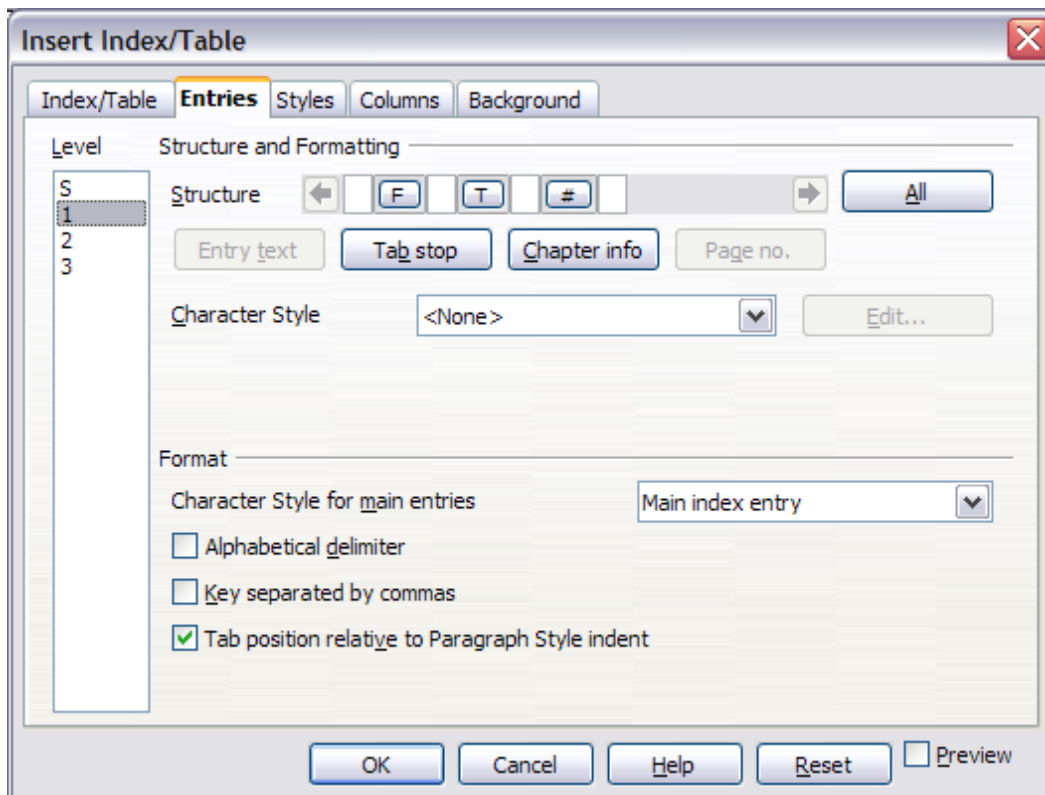 Insert Index/Table
Index/Table Entries Styles Columns Background
Level
S
1
2
3
Structure and Formatting
Structure F T # All
Entry text Tab stop Chapter info Page no.
Character Style <None> Edit...
Format
Character Style for main entries Main index entry
Alphabetical delimiter
Key separated by commas
Tab position relative to Paragraph Style indent
OK Cancel Help Reset Preview